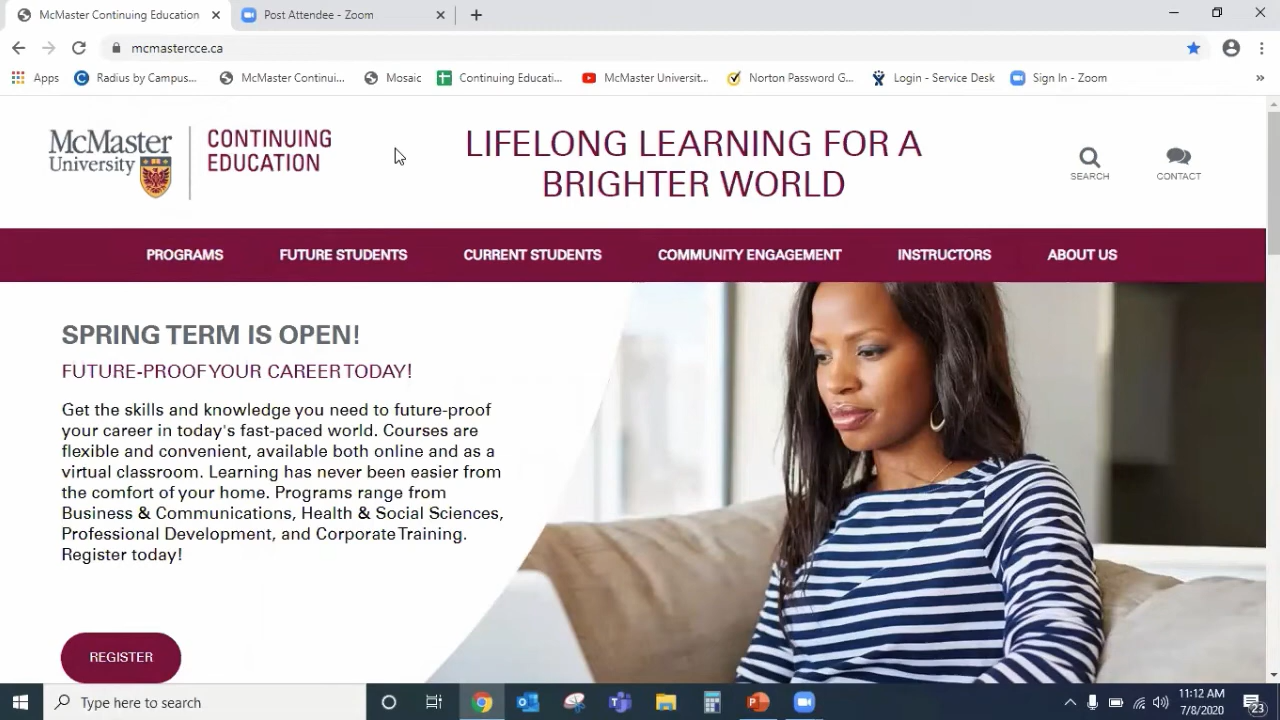 McMaster Continuing Education
Post Attendee - Zoom
mcmastercce.ca
Apps
Radius by Campus...
McMaster Continui...
Mosaic
Continuing Educati...
McMaster Universit...
Norton Password G...
Login - Service Desk
Sign In - Zoom
»
McMaster
University
CONTINUING
EDUCATION
LIFELONG LEARNING FOR A
BRIGHTER WORLD
SEARCH
CONTACT
PROGRAMS
FUTURE STUDENTS
CURRENT STUDENTS
COMMUNITY ENGAGEMENT
INSTRUCTORS
ABOUT US
SPRING TERM IS OPEN!
FUTURE-PROOF YOUR CAREER TODAY!
Get the skills and knowledge you need to future-proof
your career in today's fast-paced world. Courses are
flexible and convenient, available both online and as a
virtual classroom. Learning has never been easier from
the comfort of your home. Programs range from
Business & Communications, Health & Social Sciences,
Professional Development, and Corporate Training.
Register today!
REGISTER
Type here to search
11:12 AM
7/8/2020
23